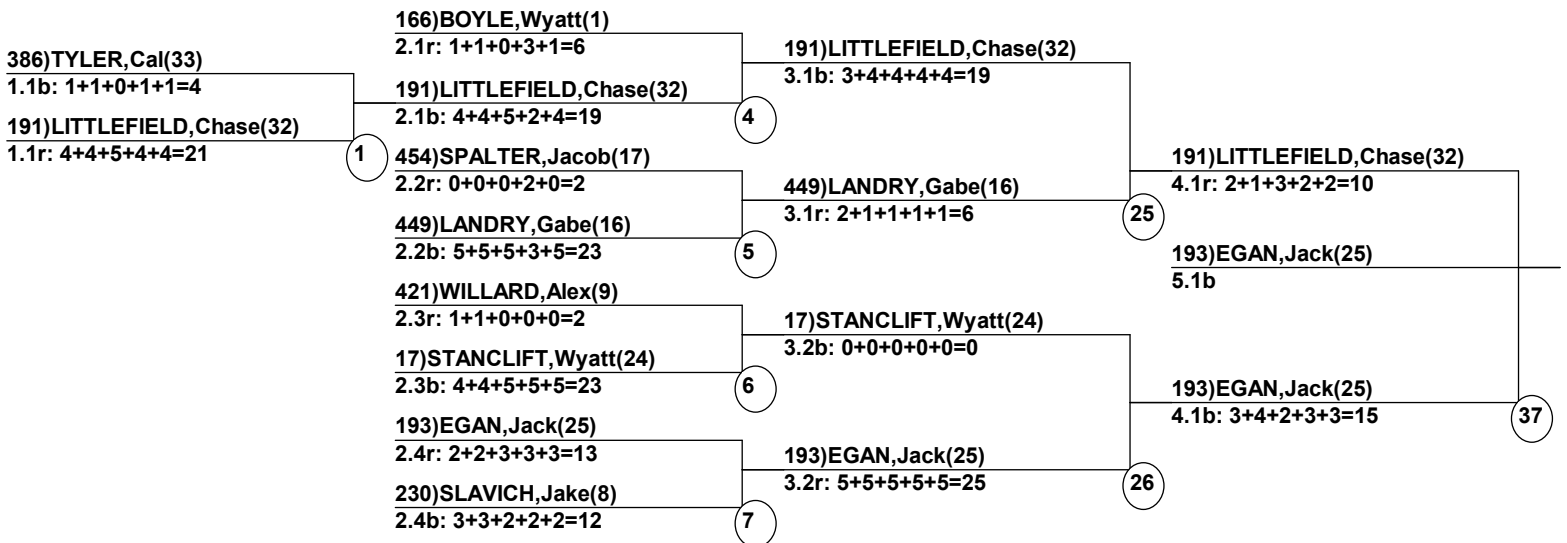 386)TYLER,Cal(33)
1.1b: 1+1+0+1+1=4
191)LITTLEFIELD,Chase(32)
1.1r: 4+4+5+4+4=21
1
166)BOYLE,Wyatt(1)
2.1r: 1+1+0+3+1=6
191)LITTLEFIELD,Chase(32)
2.1b: 4+4+5+2+4=19
4
454)SPALTER,Jacob(17)
2.2r: 0+0+0+2+0=2
449)LANDRY,Gabe(16)
2.2b: 5+5+5+3+5=23
5
421)WILLARD,Alex(9)
2.3r: 1+1+0+0+0=2
17)STANCLIFT,Wyatt(24)
2.3b: 4+4+5+5+5=23
6
193)EGAN,Jack(25)
2.4r: 2+2+3+3+3=13
230)SLAVICH,Jake(8)
2.4b: 3+3+2+2+2=12
7
191)LITTLEFIELD,Chase(32)
3.1b: 3+4+4+4+4=19
449)LANDRY,Gabe(16)
3.1r: 2+1+1+1+1=6
25
17)STANCLIFT,Wyatt(24)
3.2b: 0+0+0+0+0=0
193)EGAN,Jack(25)
3.2r: 5+5+5+5+5=25
26
191)LITTLEFIELD,Chase(32)
4.1r: 2+1+3+2+2=10
193)EGAN,Jack(25)
5.1b
193)EGAN,Jack(25)
4.1b: 3+4+2+3+3=15
37